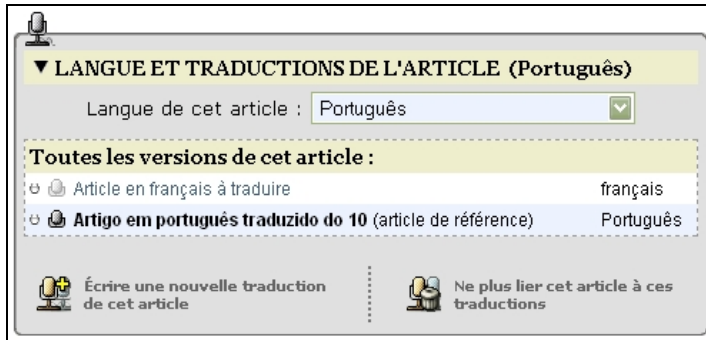 ▼ LANGUE ET TRADUCTIONS DE L'ARTICLE (Português)
Langue de cet article : Português
Toutes les versions de cet article :
Article en français à traduire français
Artigo em português traduzido do 10 (article de référence) Português
Écrire une nouvelle traduction
de cet article
Ne plus lier cet article à ces
traductions